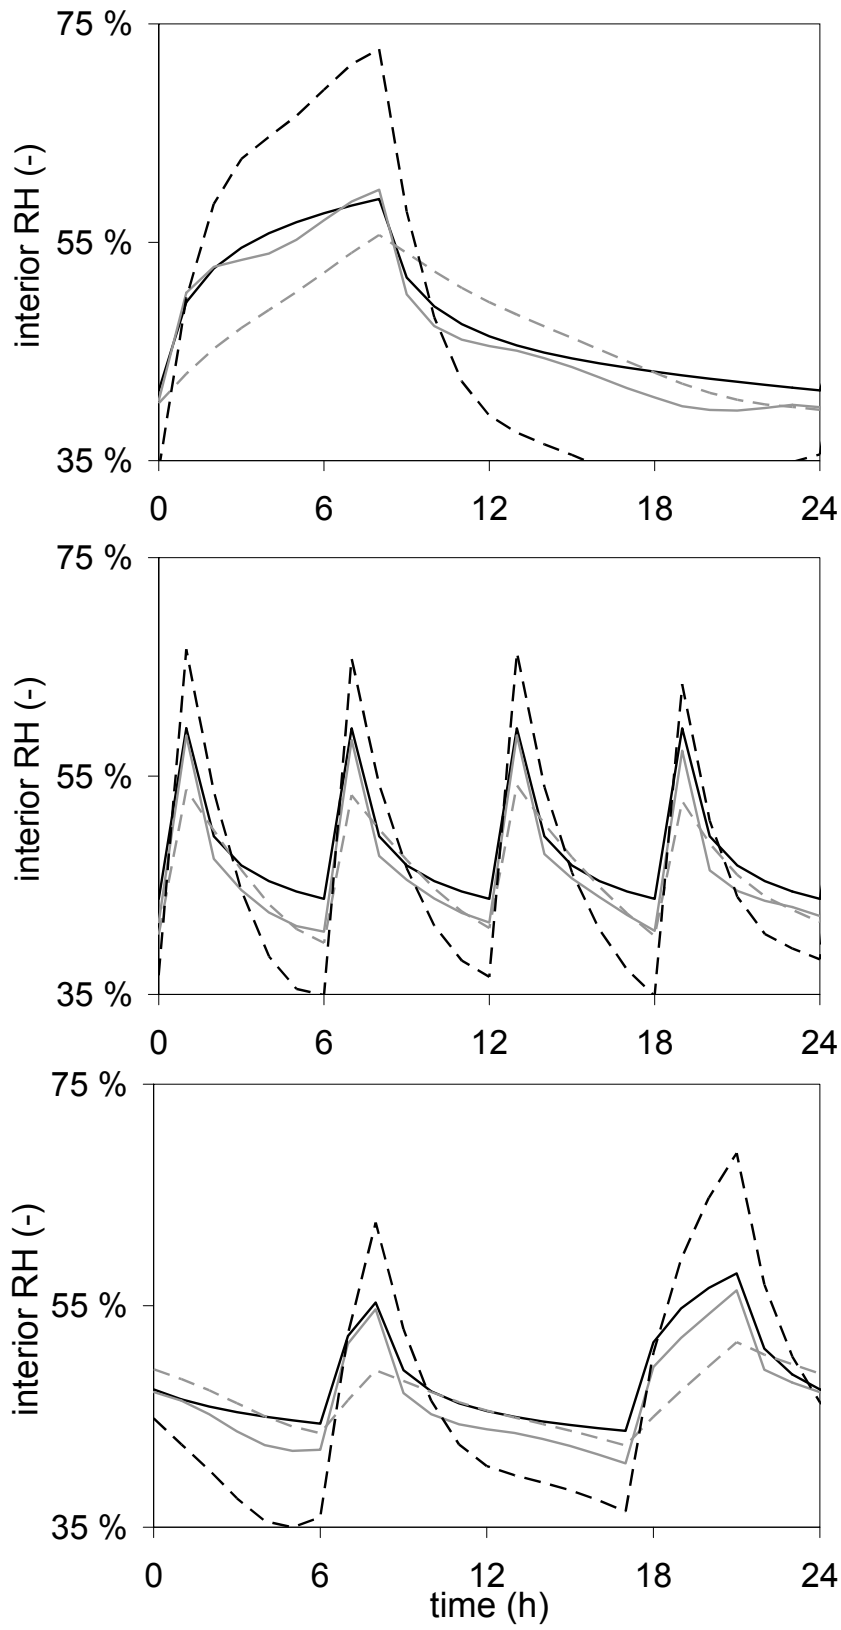 75 %
55 %
35 %
interior RH (-)
0 6 12 18 24
75 %
55 %
35 %
interior RH (-)
0 6 12 18 24
75 %
55 %
35 %
interior RH (-)
0 6 12 18 24
time (h)